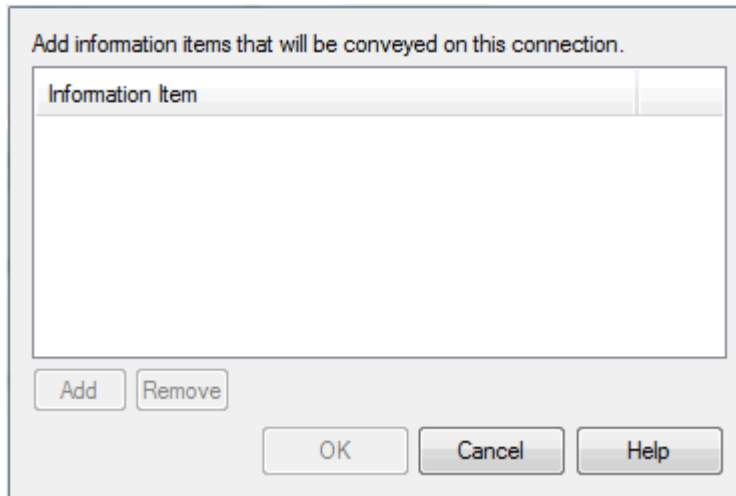 Add information items that will be conveyed on this connection.
Information Item
Add Remove
OK Cancel Help